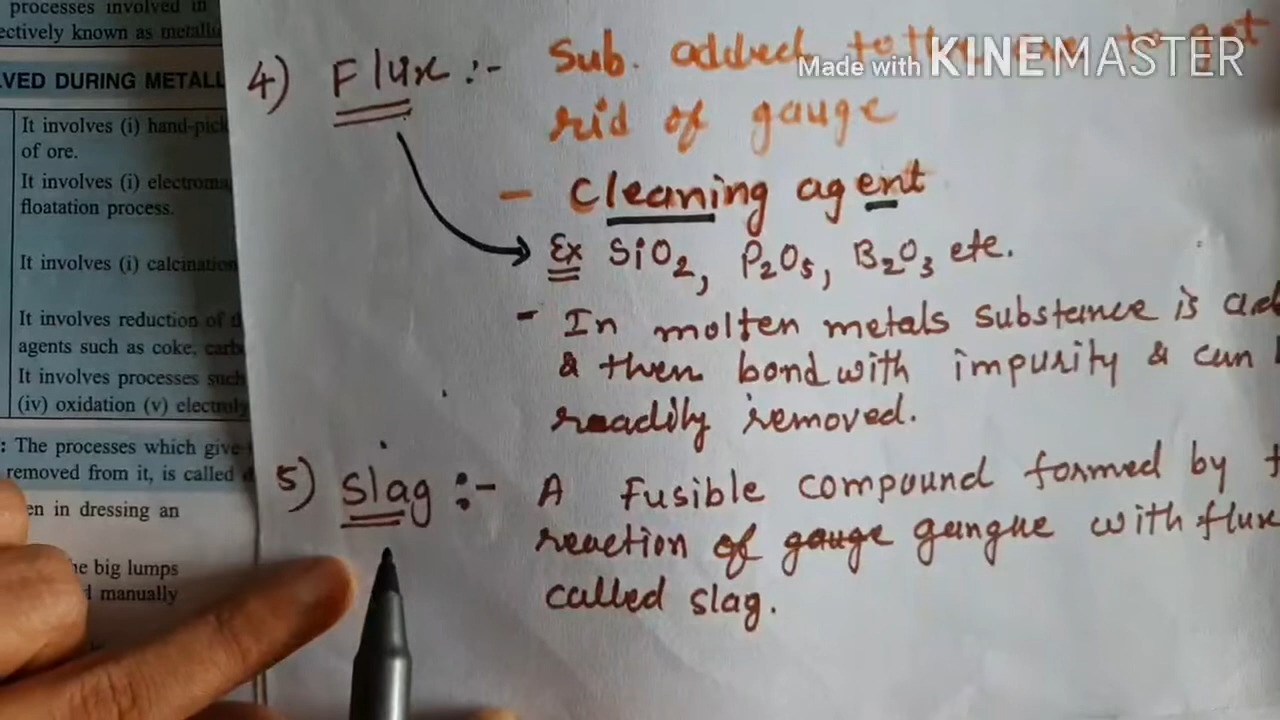 processes involved in
ectively known as metall
VED DURING METALL
It involves (i) hand-pick
of ore.
It involves (i) electroma
floatation process.
It involves (i) calcination
It involves reduction of
agents such as coke, carb
It involves processes such
(iv) oxidation (v) electroly
: The processes which give
removed from it, is called
en in dressing an
he big lumps
manually
4) Flux :- Sub. added to the ore to get
rid of gauge
- Cleaning agent
Ex SiO2, P2O5, B2O3 etc.
- In molten metals substance is ad
& then bond with impurity & can
readily removed.
5) Slag :- A fusible compound formed by
reaction of gauge gangue with flux
called slag.
Made with KINEMASTER